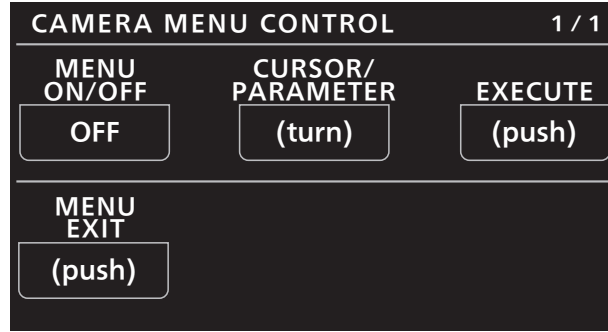 CAMERA MENU CONTROL 1 / 1
MENU
ON/OFF
OFF
CURSOR/
PARAMETER
(turn)
EXECUTE
(push)
MENU
EXIT
(push)